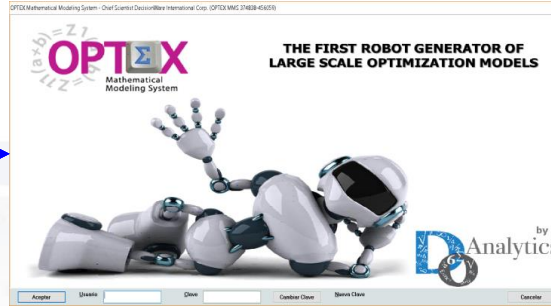 OPTEX Mathematical Modeling System - Chief Scientist DecisionWare International Corp. (OPTEX MMS 374838-456059)
OPTEX
Σ
Mathematical
Modeling System
THE FIRST ROBOT GENERATOR OF
LARGE SCALE OPTIMIZATION MODELS
by
Analytics
Aceptar Usuario Clave Cambiar Clave Nueva Clave Cancelar